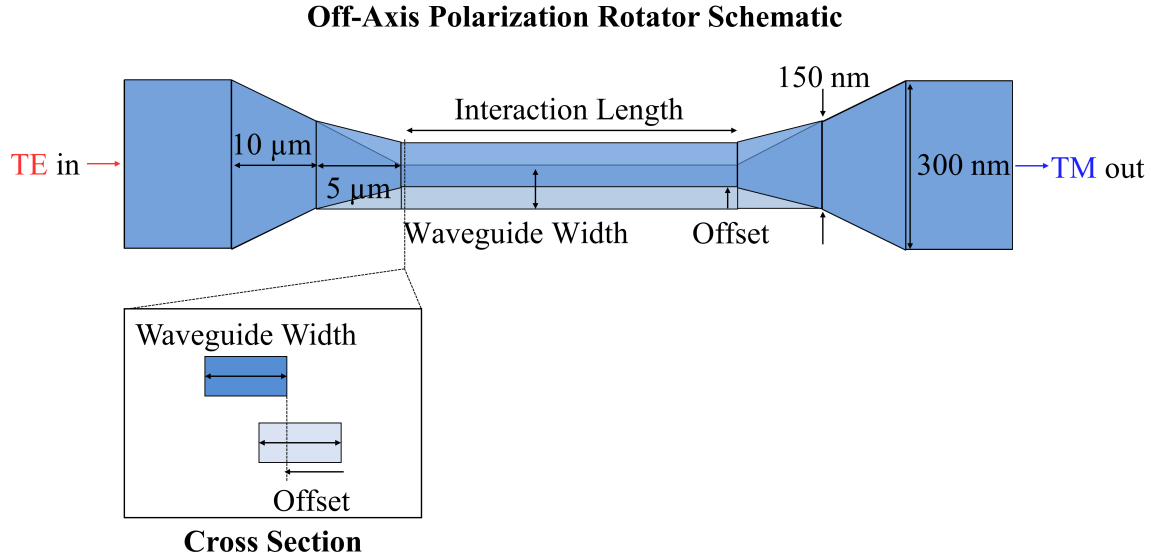 Off-Axis Polarization Rotator Schematic
150 nm
Interaction Length
10 µm
TE in
300 nm
TM out
5 µm
Waveguide Width
Offset
Waveguide Width
Offset
Cross Section